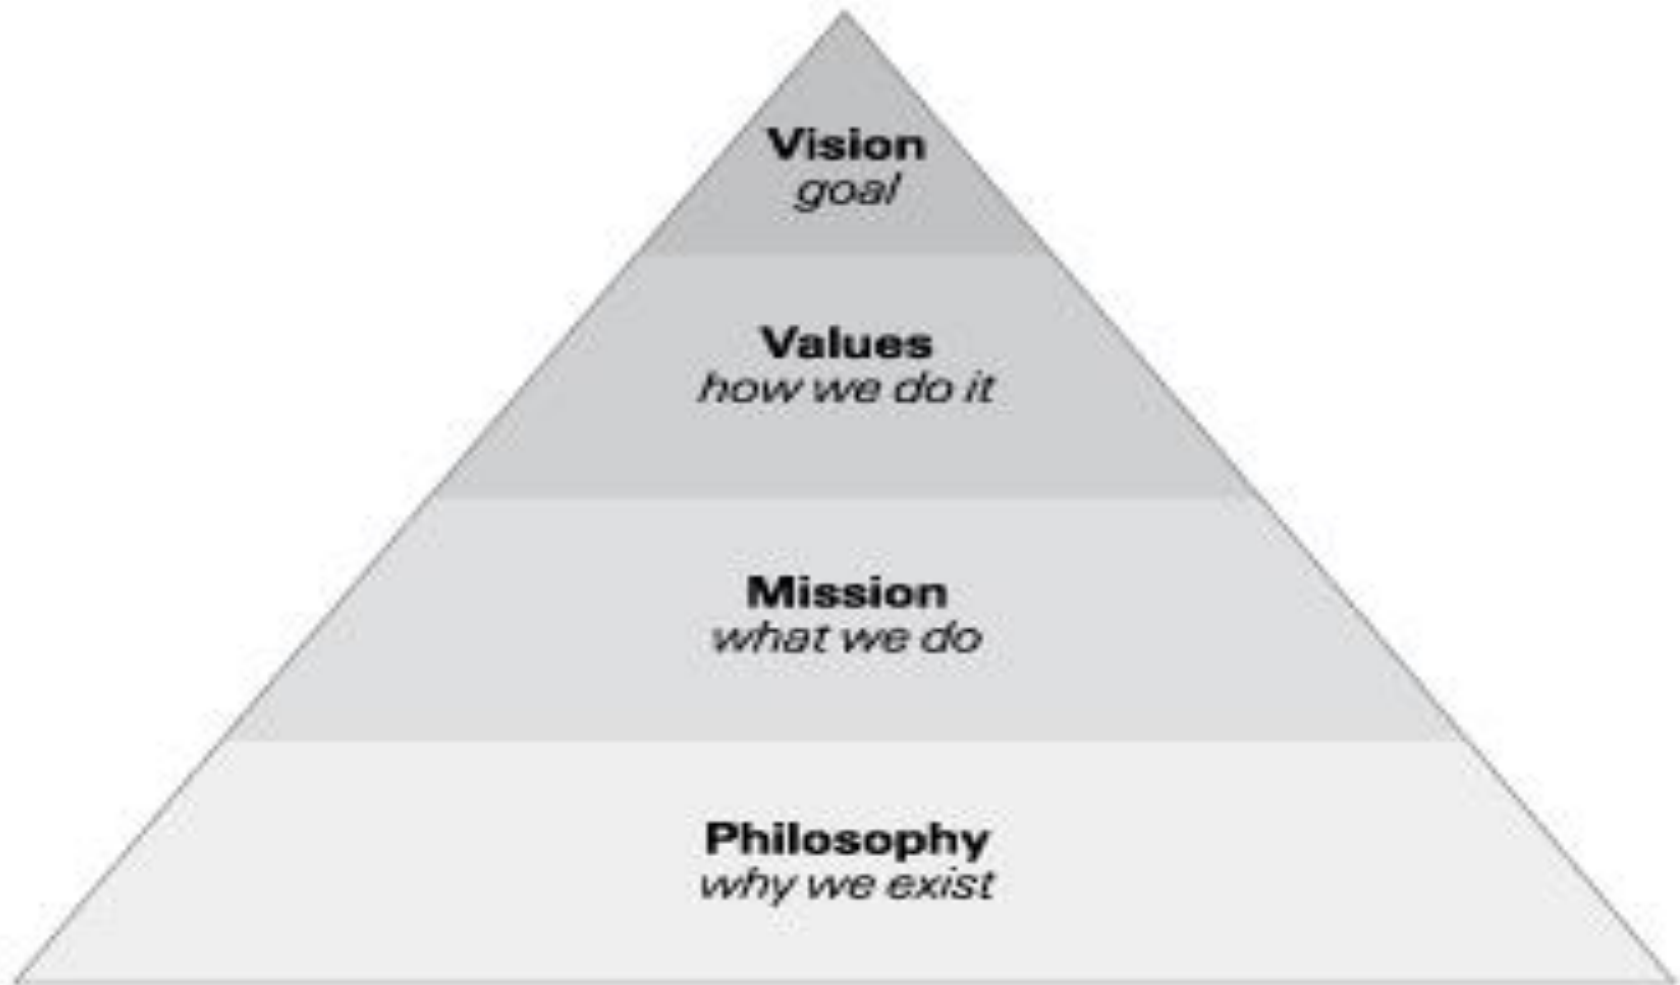 Vision
goal
Values
how we do it
Mission
what we do
Philosophy
why we exist